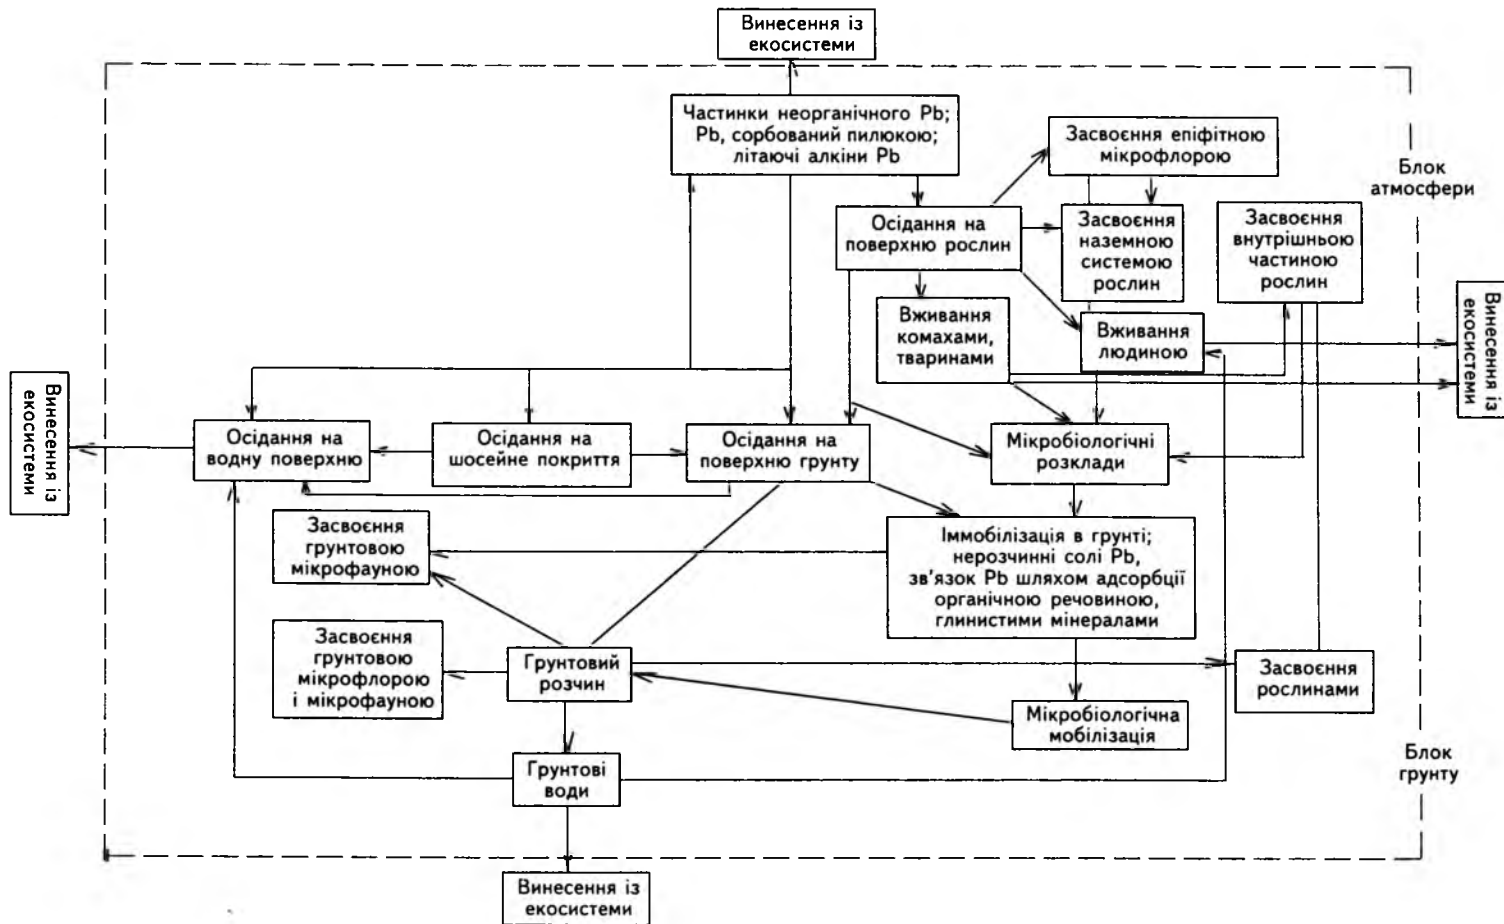 Винесення із
екосистеми
Частинки неорганічного Pb;
Pb, сорбований пилюкою;
літаючі алкіни Pb
Засвоєння епіфітною
мікрофлорою
Блок
атмосфери
Осідання на
поверхню рослин
Засвоєння
наземною
системою
рослин
Засвоєння
внутрішньою
частиною
рослин
Вживання
комахами,
тваринами
Вживання
людиною
Винесення із
екосистеми
Винесення із
екосистеми
Осідання на
водну поверхню
Осідання на
шосейне покриття
Осідання на
поверхню грунту
Мікробіологічні
розклади
Засвоєння
грунтовою
мікрофауною
Іммобілізація в грунті;
нерозчинні солі Pb,
зв'язок Pb шляхом адсорбції
органічною речовиною,
глинистими мінералами
Засвоєння
грунтовою
мікрофлорою
і мікрофауною
Грунтовий
розчин
Засвоєння
рослинами
Мікробіологічна
мобілізація
Грунтові
води
Блок
грунту
Винесення із
екосистеми